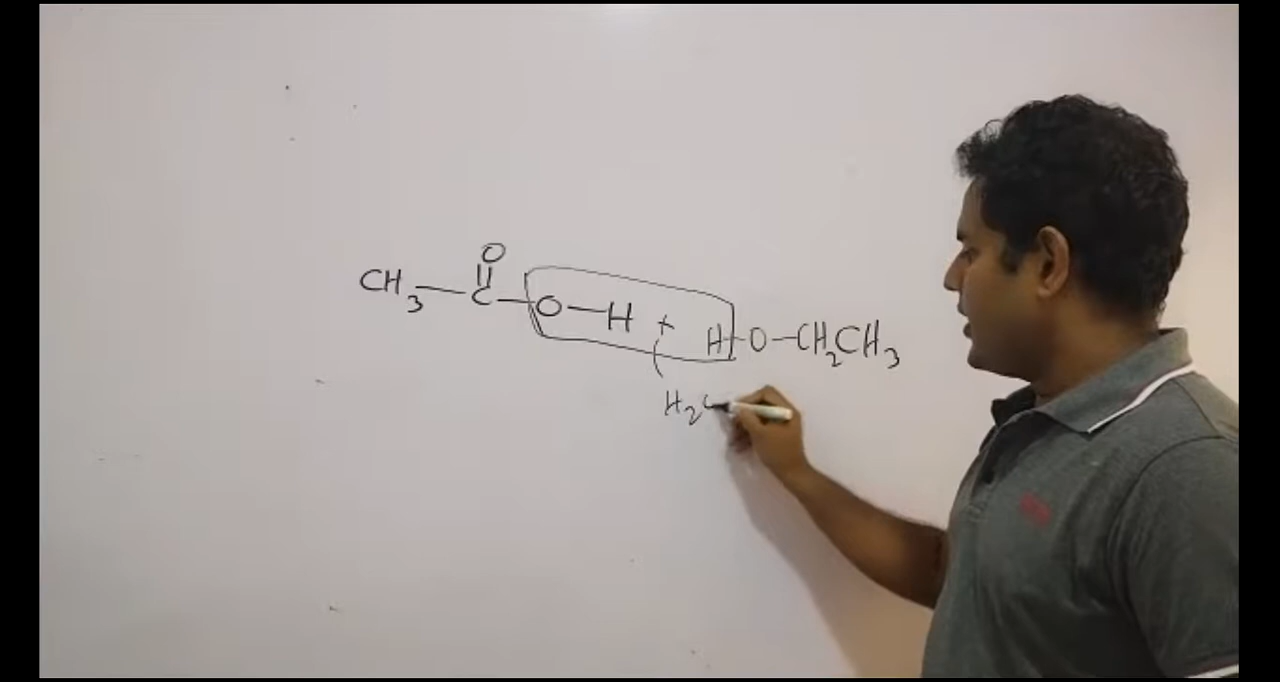 O
CH₃—C—O—H + H—O—CH₂CH₃
H₂